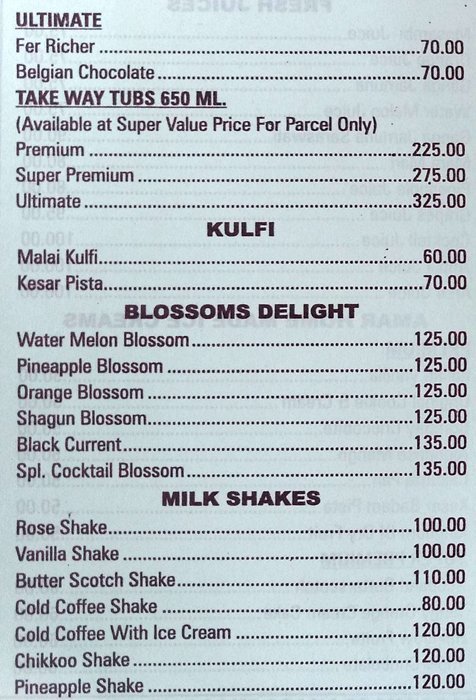 ULTIMATE
Fer Richer ........................................................70.00
Belgian Chocolate................................................70.00
TAKE WAY TUBS 650 ML.
(Available at Super Value Price For Parcel Only)
Premium ........................................................225.00
Super Premium ................................................275.00
Ultimate ........................................................325.00
KULFI
Malai Kulfi........................................................60.00
Kesar Pista........................................................70.00
BLOSSOMS DELIGHT
Water Melon Blossom........................................125.00
Pineapple Blossom ............................................125.00
Orange Blossom ................................................125.00
Shagun Blossom................................................125.00
Black Current....................................................135.00
Spl. Cocktail Blossom ........................................135.00
MILK SHAKES
Rose Shake........................................................100.00
Vanilla Shake ....................................................100.00
Butter Scotch Shake............................................110.00
Cold Coffee Shake ................................................80.00
Cold Coffee With Ice Cream ................................120.00
Chikkoo Shake....................................................120.00
Pineapple Shake ................................................120.00